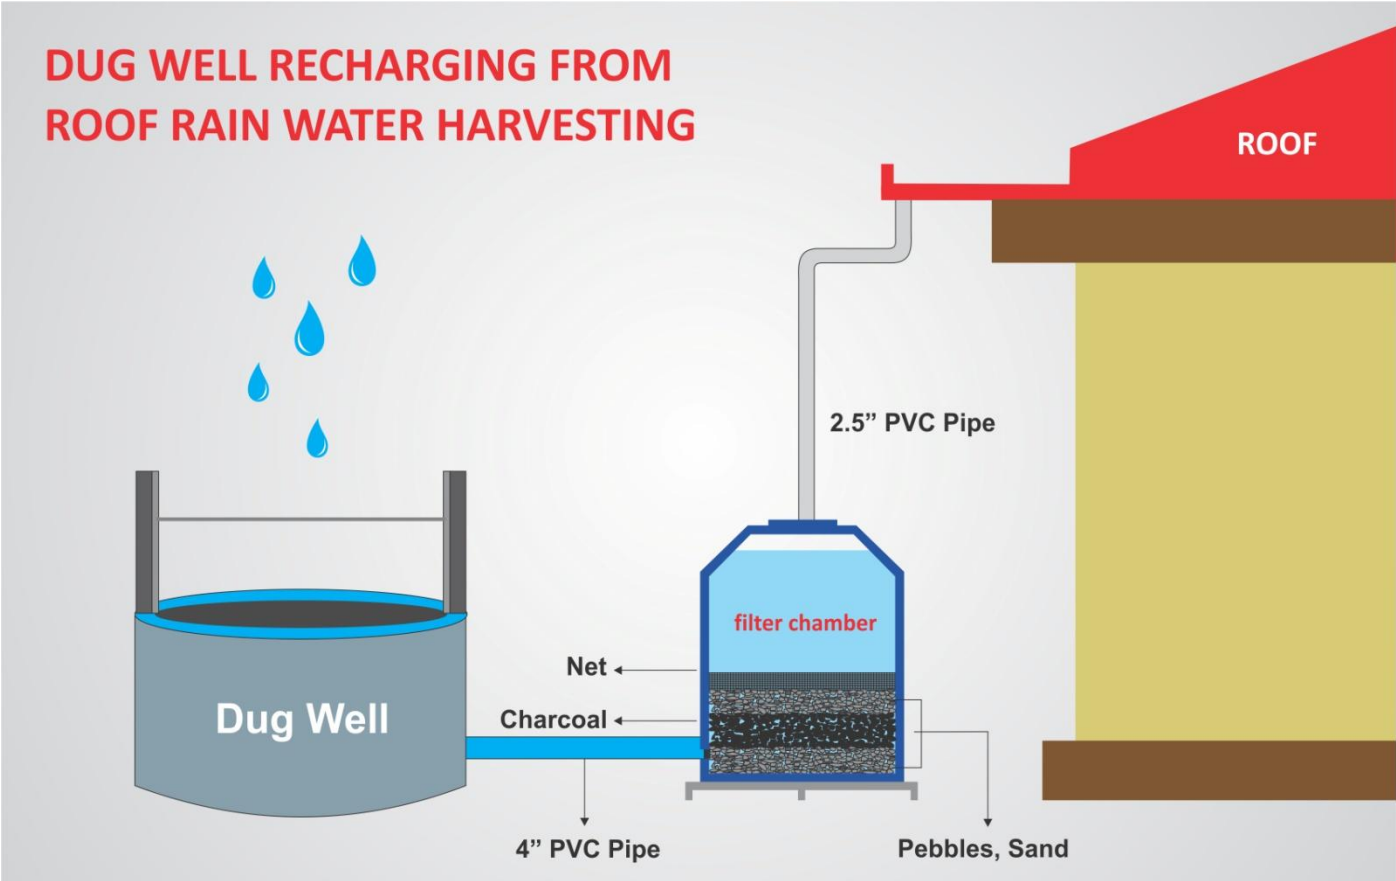 DUG WELL RECHARGING FROM
ROOF RAIN WATER HARVESTING
ROOF
2.5” PVC Pipe
filter chamber
Net
Charcoal
Dug Well
4” PVC Pipe
Pebbles, Sand